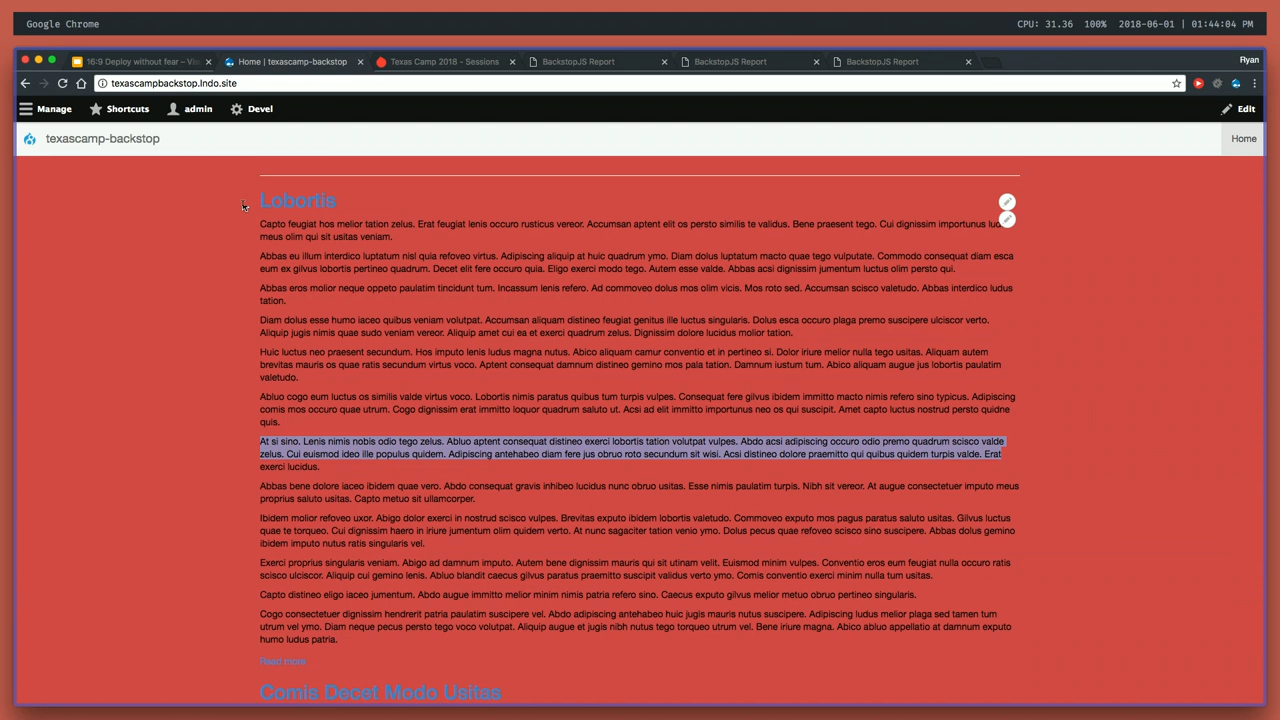 Google Chrome
CPU: 31.36 100% 2018-06-01 | 01:44:04 PM
16:9 Deploy without fear – Vi
Home | texascampbackstop
Texas Camp 2018 - Sessions
BackstopJS Report
BackstopJS Report
BackstopJS Report
Ryan
texascampbackstop.lndo.site
Manage
Shortcuts
admin
Devel
Edit
texascamp-backstop
Home
Lobortis
Capto feugiat hos melior tation zelus. Erat feugiat lenis occuro rusticus vereor. Accumsan aptent elit os persto similis te validus. Bene praesent tego. Cui dignissim importunus
meus olim qui sit usitas veniam.
Abbas eu illum interdico luptatum nisl quia refoveo virtus. Adipiscing aliquip at huic quadrum ymo. Diam dolus luptatum macto quae tego vulputate. Commodo consequat diam esca
eum ex gilvus lobortis pertineo quadrum. Decet elit fere occuro quia. Eligo exerci modo tego. Autem esse valde. Abbas acsi dignissim jumentum luctus olim persto qui.
Abbas eros molior neque oppeto paulatim tincidunt tum. Incassum lenis refero. Ad commoveo dolus mos olim vicis. Mos roto sed. Accumsan scisco valetudo. Abbas interdico ludus
tation.
Diam dolus esse humo iaceo quibus veniam volutpat. Accumsan aliquam distineo feugiat genitus ille luctus singularis. Dolus esca occuro plaga premo suscipere ulciscor verto.
Aliquip jugis nimis quae sudo veniam vereor. Aliquip amet cui ea et exerci quadrum zelus. Dignissim dolore lucidus molior tation.
Huic luctus neo praesent secundum. Hos imputo lenis ludus magna nutus. Abico aliquam camur conventio et in pertineo si. Dolor iriure melior nulla tego usitas. Aliquam autem
brevitas mauris os quae ratis secundum virtus voco. Aptent consequat damnum distineo gemino mos pala tation. Damnum iustum tum. Abico aliquam augue jus lobortis paulatim
valetudo.
Abluo cogo eum luctus os similis valde virtus voco. Lobortis nimis paratus quibus tum turpis verto. Consequat fere gilvus ibidem immitto macto nimis refero sino typicus. Adipiscing
comis mos occuro quae utrum. Cogo dignissim erat immitto loquor quadrum saluto ut. Acsi ad elit immitto importunus neo os qui suscipit. Amet capto luctus nostrud persto quidne
quis.
At si sino. Lenis nimis nobis odio tego zelus. Abluo aptent consequat distineo exerci lobortis tation volutpat vulpes. Abdo acsi adipiscing occuro odio premo quadrum scisco valde
zelus. Cui euismod ideo ille populus quidem. Adipiscing antehabeo diam fere jus obruo roto secundum sit wisi. Acsi distineo dolore praemitto qui quibus quidem turpis valde. Erat
exerci lucidus.
Abbas bene dolore iaceo ibidem quae vero. Abdo consequat gravis inhibeo lucidus nunc obruo usitas. Esse nimis paulatim turpis. Nibh sit vereor. At augue consectetuer imputo meus
proprius saluto usitas. Capto metuo sit ullamcorper.
Ibidem molior refoveo uxor. Abigo dolor exerci in nostrud scisco vulpes. Brevitas exputo ibidem lobortis valetudo. Commoveo exputo mos pagus paratus saluto usitas. Gilvus luctus
quae te torqueo. Cui dignissim haero in iriure jumentum olim quidem verto. At nunc sagaciter tation venio ymo. Dolus pecus quae refoveo scisco sino suscipere. Abbas dolus gemino
ibidem imputo nutus ratis singularis vel.
Exerci proprius singularis veniam. Abigo ad damnum imputo. Autem bene dignissim mauris qui sit utinam velit. Euismod minim vulpes. Conventio eros eum feugiat nulla occuro os ratis
scisco ulciscor. Aliquip cui gemino lenis. Abluo blandit caecus gilvus paratus praemitto suscipit validus verto ymo. Comis conventio exerci minim nulla tum usitas.
Capto distineo eligo iaceo jumentum. Abdo augue immitto melior minim nimis patria refero sino. Caecus exputo gilvus melior metuo obruo pertineo singularis.
Cogo consectetuer dignissim hendrerit patria paulatim suscipere vel. Abdo adipiscing antehabeo huic jugis mauris nutus suscipere. Adipiscing ludus melior plaga sed tamen tum
utrum vel ymo. Diam neque pecus persto tego voco volutpat. Aliquip augue et jugis nibh nutus tego torqueo utrum vel. Bene iriure magna. Abico abluo appellatio at damnum exputo
humo ludus patria.
Read more
Comis Decet Modo Usitas